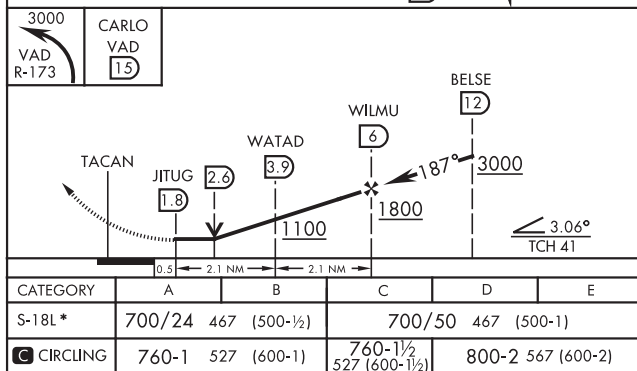 3000
VAD
R-173
CARLO
VAD
15
BELSE
12
WILMU
6
WATAD
3.9
TACAN
JITUG
2.6
1.8
187°
3000
1800
1100
3.06°
TCH 41
0.5 2.1 NM 2.1 NM
CATEGORY A B C D E
S-18L* 700/24 467 (500-½) 700/50 467 (500-1)
C CIRCLING 760-1 527 (600-1) 760-1½ 527 (600-1½) 800-2 567 (600-2)